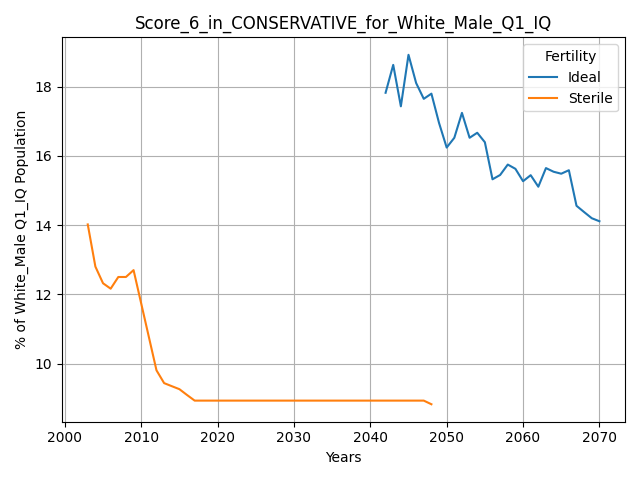 Score_6_in_CONSERVATIVE_for_White_Male_Q1_IQ
Fertility
Ideal
Sterile
% of White_Male Q1_IQ Population
18
16
14
12
10
2000 2010 2020 2030 2040 2050 2060 2070
Years